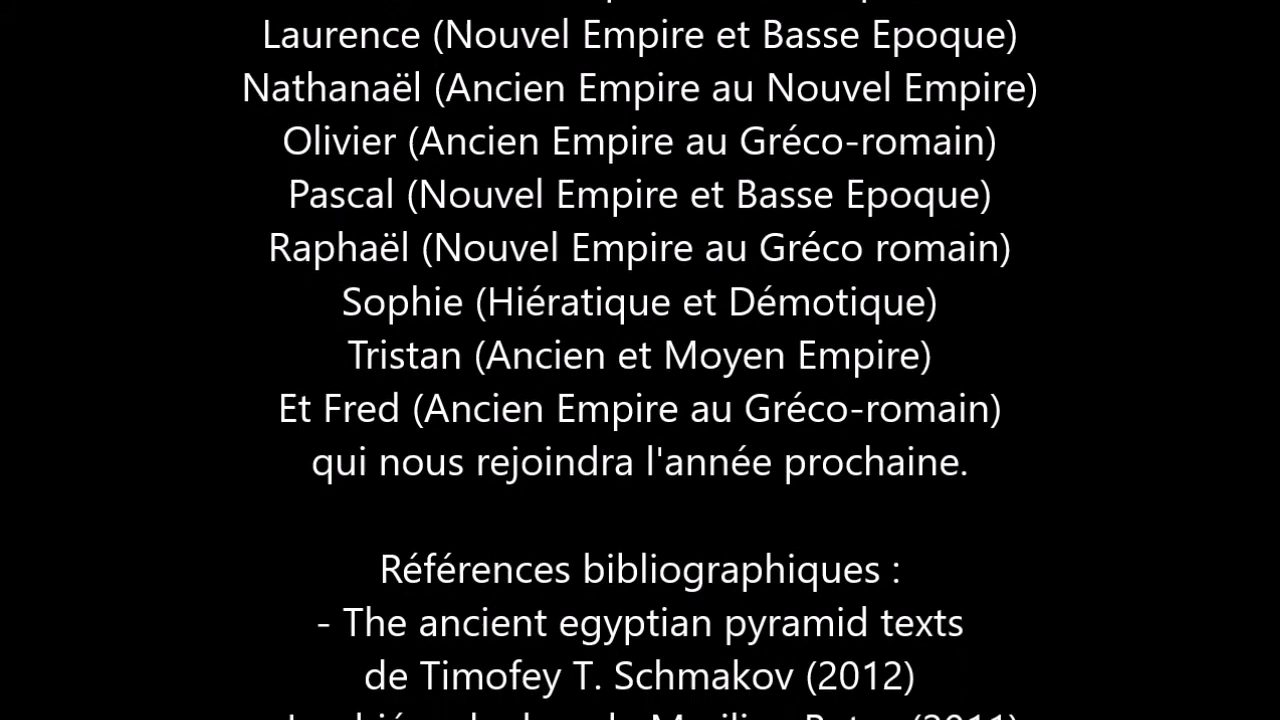 Laurence (Nouvel Empire et Basse Epoque)
Nathanaël (Ancien Empire au Nouvel Empire)
Olivier (Ancien Empire au Gréco-romain)
Pascal (Nouvel Empire et Basse Epoque)
Raphaël (Nouvel Empire au Gréco romain)
Sophie (Hiératique et Démotique)
Tristan (Ancien et Moyen Empire)
Et Fred (Ancien Empire au Gréco-romain)
qui nous rejoindra l'année prochaine.
Références bibliographiques :
- The ancient egyptian pyramid texts
de Timofey T. Schmakov (2012)